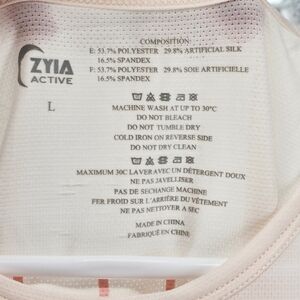 COMPOSITION
E: 53.7% POLYESTER 29.8% ARTIFICIAL SILK
16.5% SPANDEX
F: 53.7% POLYESTER 29.8% SOIE ARTIFICIELLE
16.5% SPANDEX
ZYIA
ACTIVE
L
MACHINE WASH AT UP TO 30°C
DO NOT BLEACH
DO NOT TUMBLE DRY
COLD IRON ON REVERSE SIDE
DO NOT DRY CLEAN
MAXIMUM 30C LAVER AVEC UN DÉTERGENT DOUX
NE PAS JAVELLISER
PAS DE SECHANGE MACHINE
FER FROID SUR L'ARRIERE DU VÊTEMENT
NE PAS NETTOYER A SEC
MADE IN CHINA
FABRIQUÉ EN CHINE